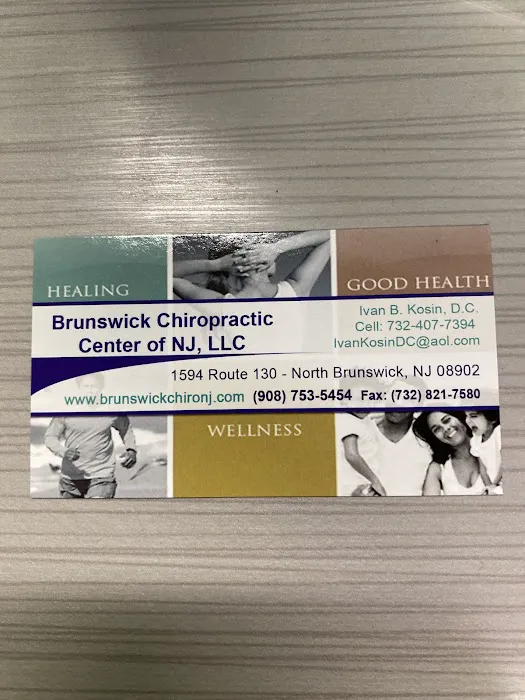 HEALING
GOOD HEALTH
Brunswick Chiropractic
Center of NJ, LLC
Ivan B. Kosin, D.C.
Cell: 732-407-7394
IvanKosinDC@aol.com
1594 Route 130 - North Brunswick, NJ 08902
www.brunswickchironj.com (908) 753-5454 Fax: (732) 821-7580
WELLNESS